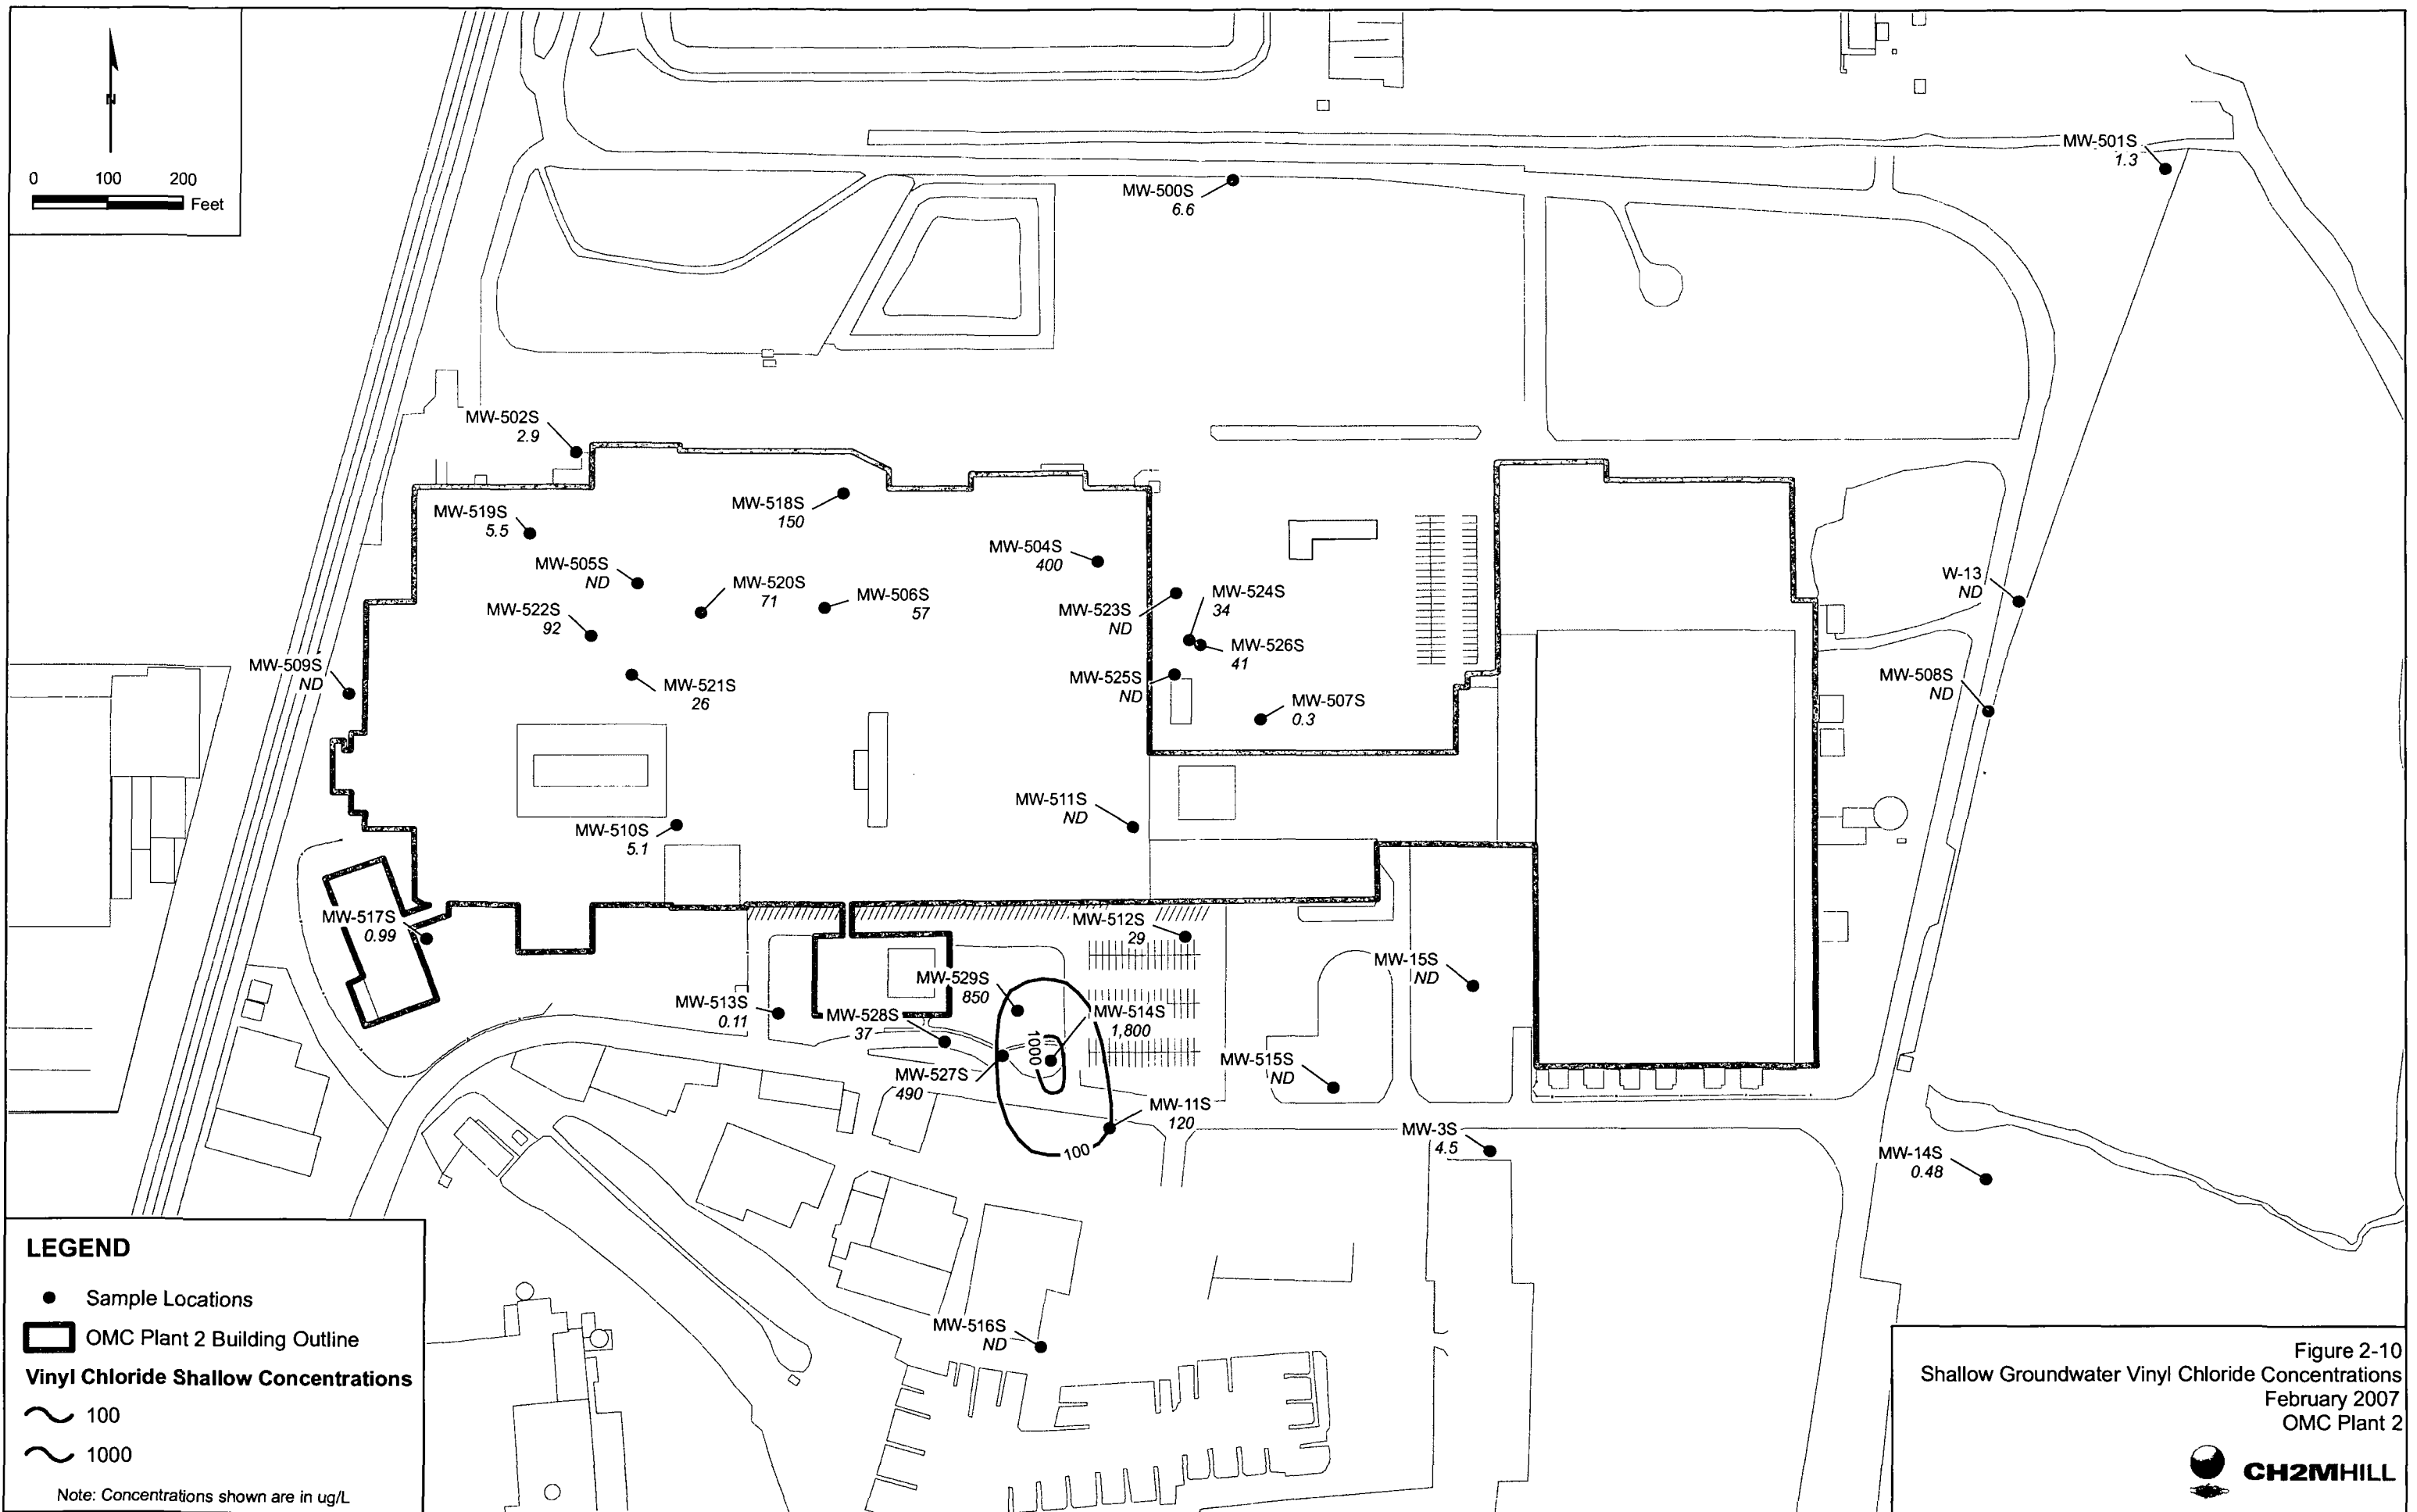 N
0 100 200
Feet
MW-501S
1.3
MW-500S
6.6
MW-502S
2.9
MW-518S
150
MW-519S
5.5
MW-504S
400
MW-505S
ND
MW-520S
71
MW-506S
57
MW-522S
92
MW-523S
ND
MW-524S
34
MW-526S
41
W-13
ND
MW-509S
ND
MW-521S
26
MW-525S
ND
MW-508S
ND
MW-507S
0.3
MW-511S
ND
MW-510S
5.1
MW-517S
0.99
MW-512S
29
MW-15S
ND
MW-529S
850
MW-513S
0.11
MW-528S
37
MW-514S
1,800
1000
MW-527S
490
MW-515S
ND
MW-11S
120
100
MW-3S
4.5
MW-14S
0.48
MW-516S
ND
LEGEND
Sample Locations
OMC Plant 2 Building Outline
Vinyl Chloride Shallow Concentrations
100
1000
Note: Concentrations shown are in ug/L
Figure 2-10
Shallow Groundwater Vinyl Chloride Concentrations
February 2007
OMC Plant 2
CH2MHILL